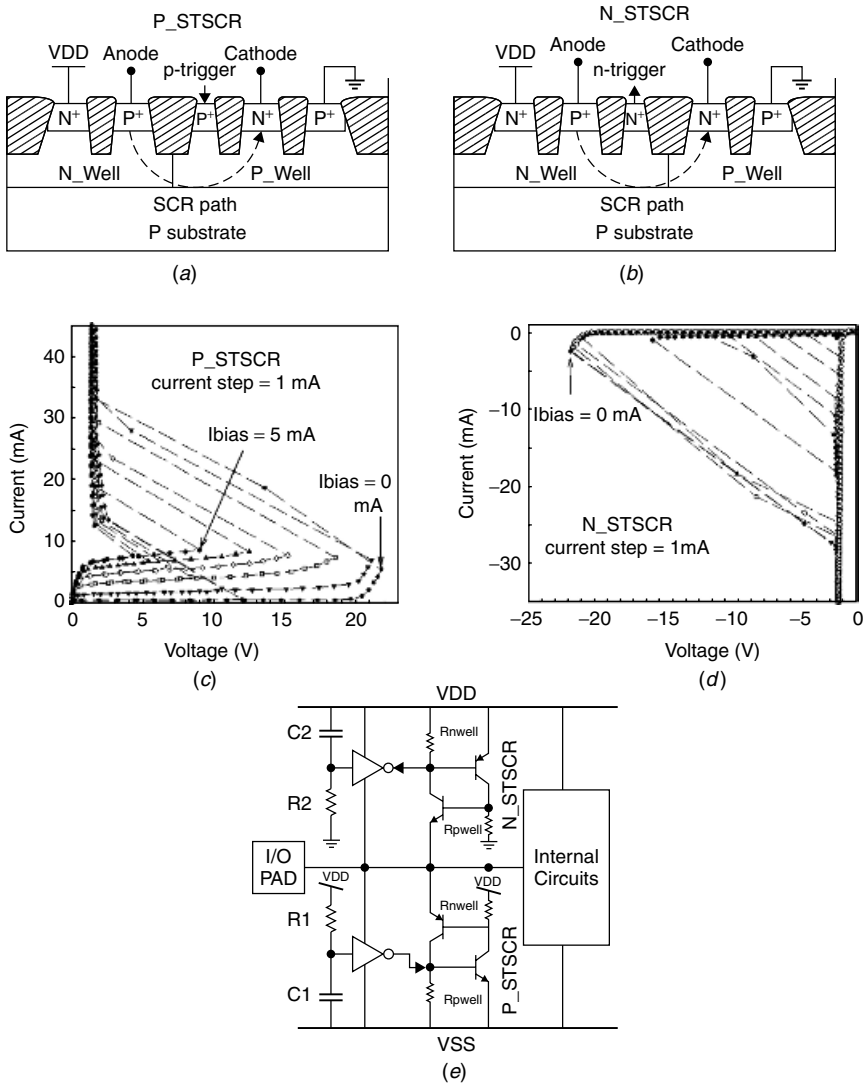 P_STSCR
VDD
Anode
p-trigger
Cathode
N+
P+
P+
N+
P+
N_Well
P_Well
SCR path
P substrate
(a)
N_STSCR
VDD
Anode
n-trigger
Cathode
N+
P+
N+
N+
P+
N_Well
P_Well
SCR path
P substrate
(b)
40
30
20
10
0
Current (mA)
P_STSCR
current step = 1 mA
Ibias = 5 mA
Ibias = 0
mA
0
5
10
15
20
Voltage (V)
(c)
0
−10
−20
−30
Current (mA)
Ibias = 0 mA
N_STSCR
current step = 1mA
−25
−20
−15
−10
−5
0
Voltage (V)
(d)
VDD
C2
Rnwell
N_STSCR
R2
Rpwell
I/O
PAD
VDD
VDD
Internal
Circuits
R1
Rnwell
P_STSCR
C1
Rpwell
VSS
(e)